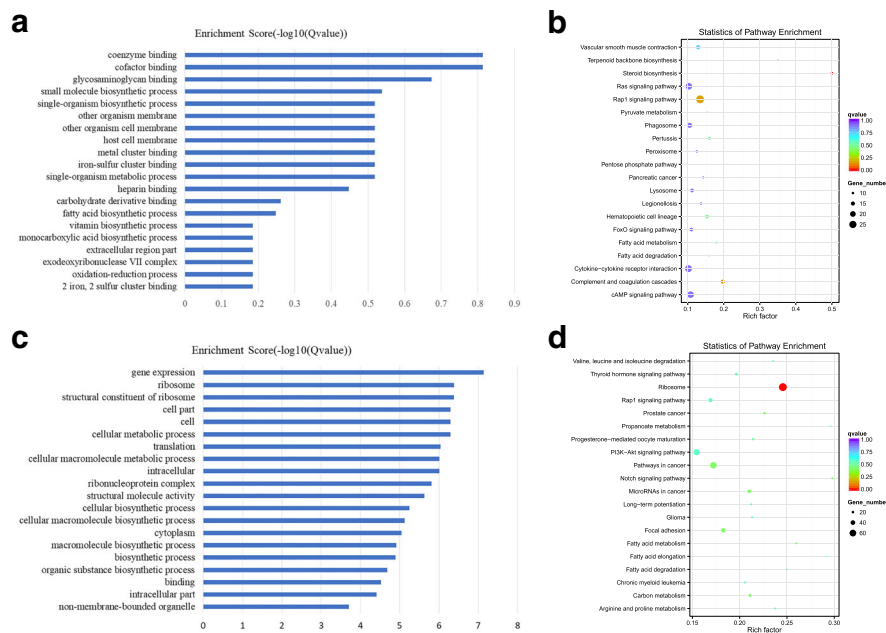 a
Enrichment Score(-log10(Qvalue))
coenzyme binding
cofactor binding
glycosaminoglycan binding
small molecule biosynthetic process
single-organism biosynthetic process
other organism membrane
other organism cell membrane
host cell membrane
metal cluster binding
iron-sulfur cluster binding
single-organism metabolic process
heparin binding
carbohydrate derivative binding
fatty acid biosynthetic process
vitamin biosynthetic process
monocarboxylic acid biosynthetic process
extracellular region part
exodeoxyribonuclease VII complex
oxidation-reduction process
2 iron, 2 sulfur cluster binding
0 0.1 0.2 0.3 0.4 0.5 0.6 0.7 0.8 0.9
b
Statistics of Pathway Enrichment
Vascular smooth muscle contraction
Terpenoid backbone biosynthesis
Steroid biosynthesis
Ras signaling pathway
Rap1 signaling pathway
Pyruvate metabolism
Phagosome
Pertussis
Peroxisome
Pentose phosphate pathway
Pancreatic cancer
Lysosome
Legionellosis
Hematopoietic cell lineage
FoxO signaling pathway
Fatty acid metabolism
Fatty acid degradation
Cytokine−cytokine receptor interaction
Complement and coagulation cascades
cAMP signaling pathway
0.1 0.2 0.3 0.4 0.5
Rich factor
qvalue
1.00
0.75
0.50
0.25
0.00
Gene_numbe
10
15
20
25
c
Enrichment Score(-log10(Qvalue))
gene expression
ribosome
structural constituent of ribosome
cell part
cell
cellular metabolic process
translation
cellular macromolecule metabolic process
intracellular
ribonucleoprotein complex
structural molecule activity
cellular biosynthetic process
cellular macromolecule biosynthetic process
cytoplasm
macromolecule biosynthetic process
biosynthetic process
organic substance biosynthetic process
binding
intracellular part
non-membrane-bounded organelle
0 1 2 3 4 5 6 7 8
d
Statistics of Pathway Enrichment
Valine, leucine and isoleucine degradation
Thyroid hormone signaling pathway
Ribosome
Rap1 signaling pathway
Prostate cancer
Propanoate metabolism
Progesterone−mediated oocyte maturation
PI3K−Akt signaling pathway
Pathways in cancer
Notch signaling pathway
MicroRNAs in cancer
Long−term potentiation
Glioma
Focal adhesion
Fatty acid metabolism
Fatty acid elongation
Fatty acid degradation
Chronic myeloid leukemia
Carbon metabolism
Arginine and proline metabolism
0.15 0.20 0.25 0.30
Rich factor
qvalue
1.00
0.75
0.50
0.25
0.00
Gene_numbe
20
40
60